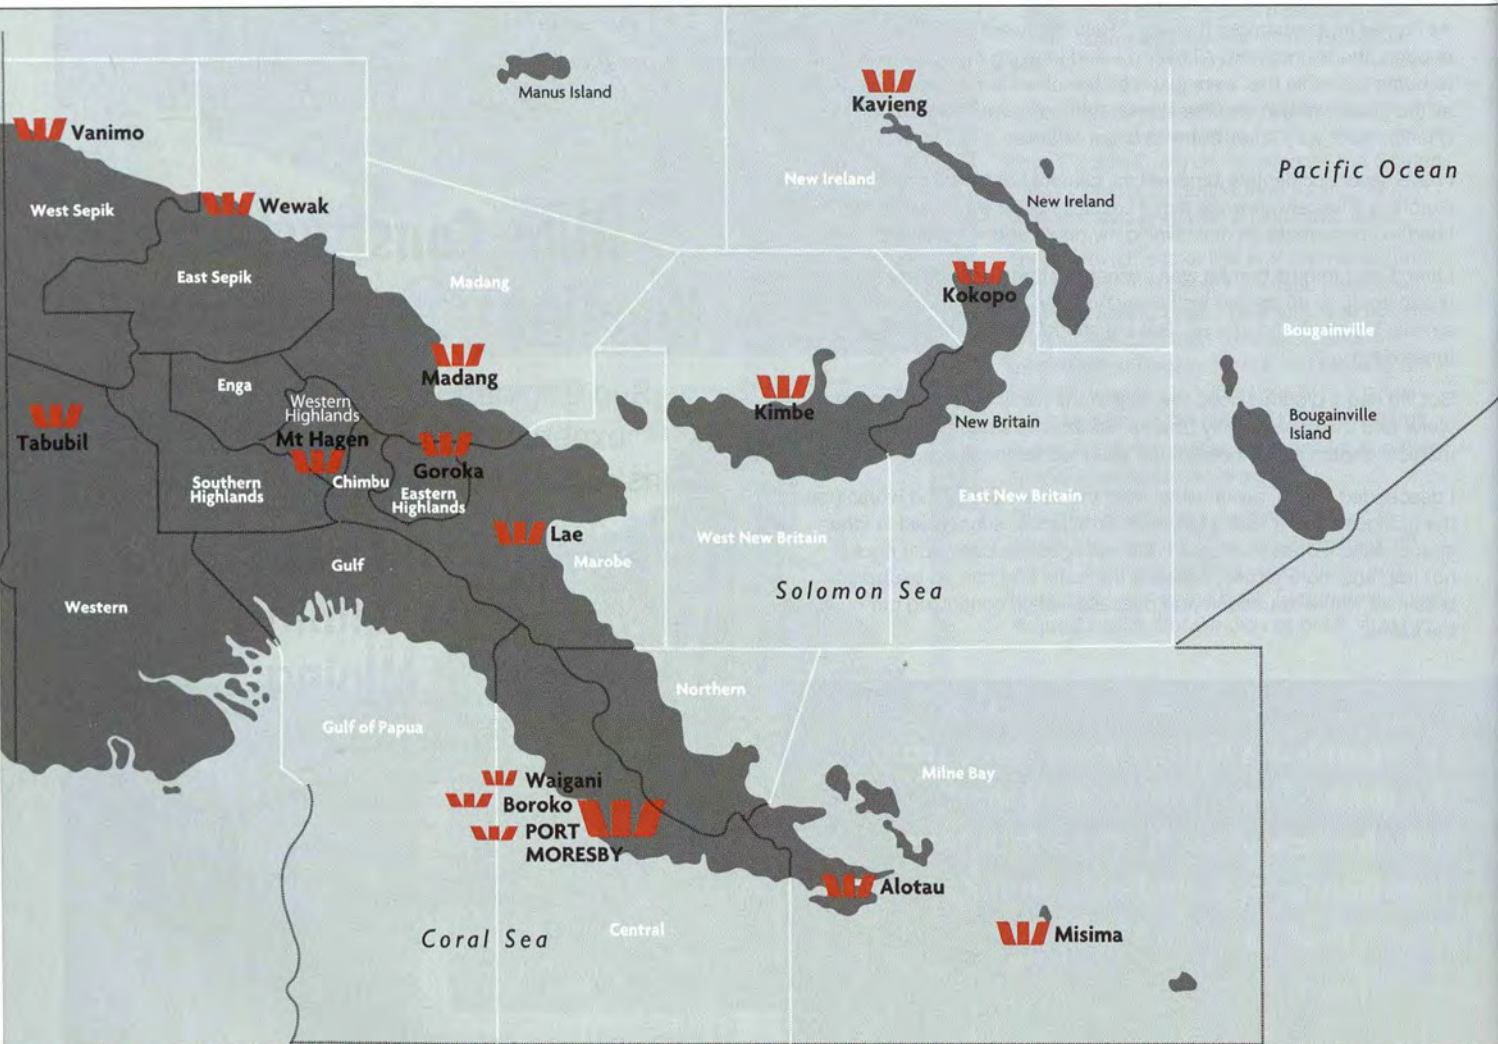 Manus Island
Kavieng
Vanimo
Pacific Ocean
New Ireland
New Ireland
West Sepik
Wewak
East Sepik
Madang
Kokopo
Bougainville
Madang
Enga
Western
Highlands
Kimbe
New Britain
Bougainville
Island
Tabubil
Mt Hagen
Goroka
Southern
Highlands
Chimbu
Eastern
Highlands
East New Britain
Lae
West New Britain
Marobe
Gulf
Solomon Sea
Western
Northern
Gulf of Papua
Waigani
Milne Bay
Boroko
PORT
MORESBY
Alotau
Central
Coral Sea
Misima